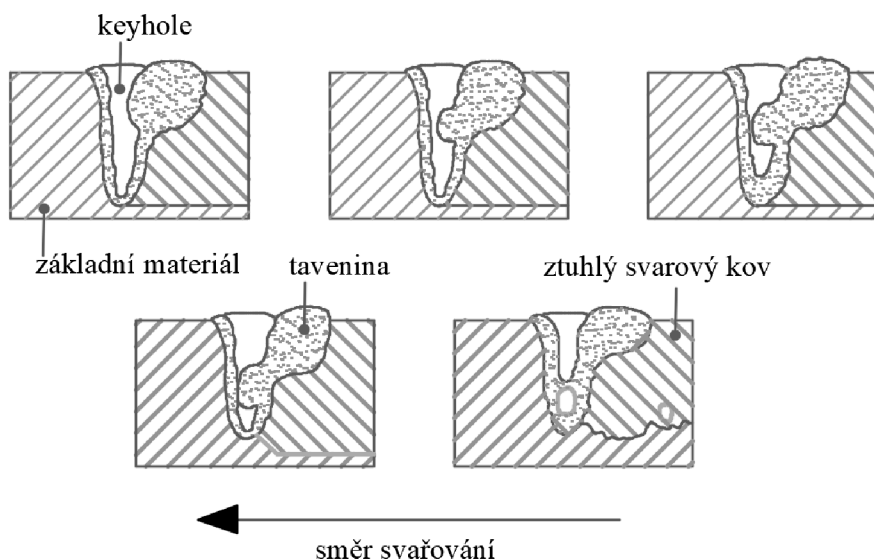 keyhole
základní materiál
tavenina
ztuhlý svarový kov
směr svařování